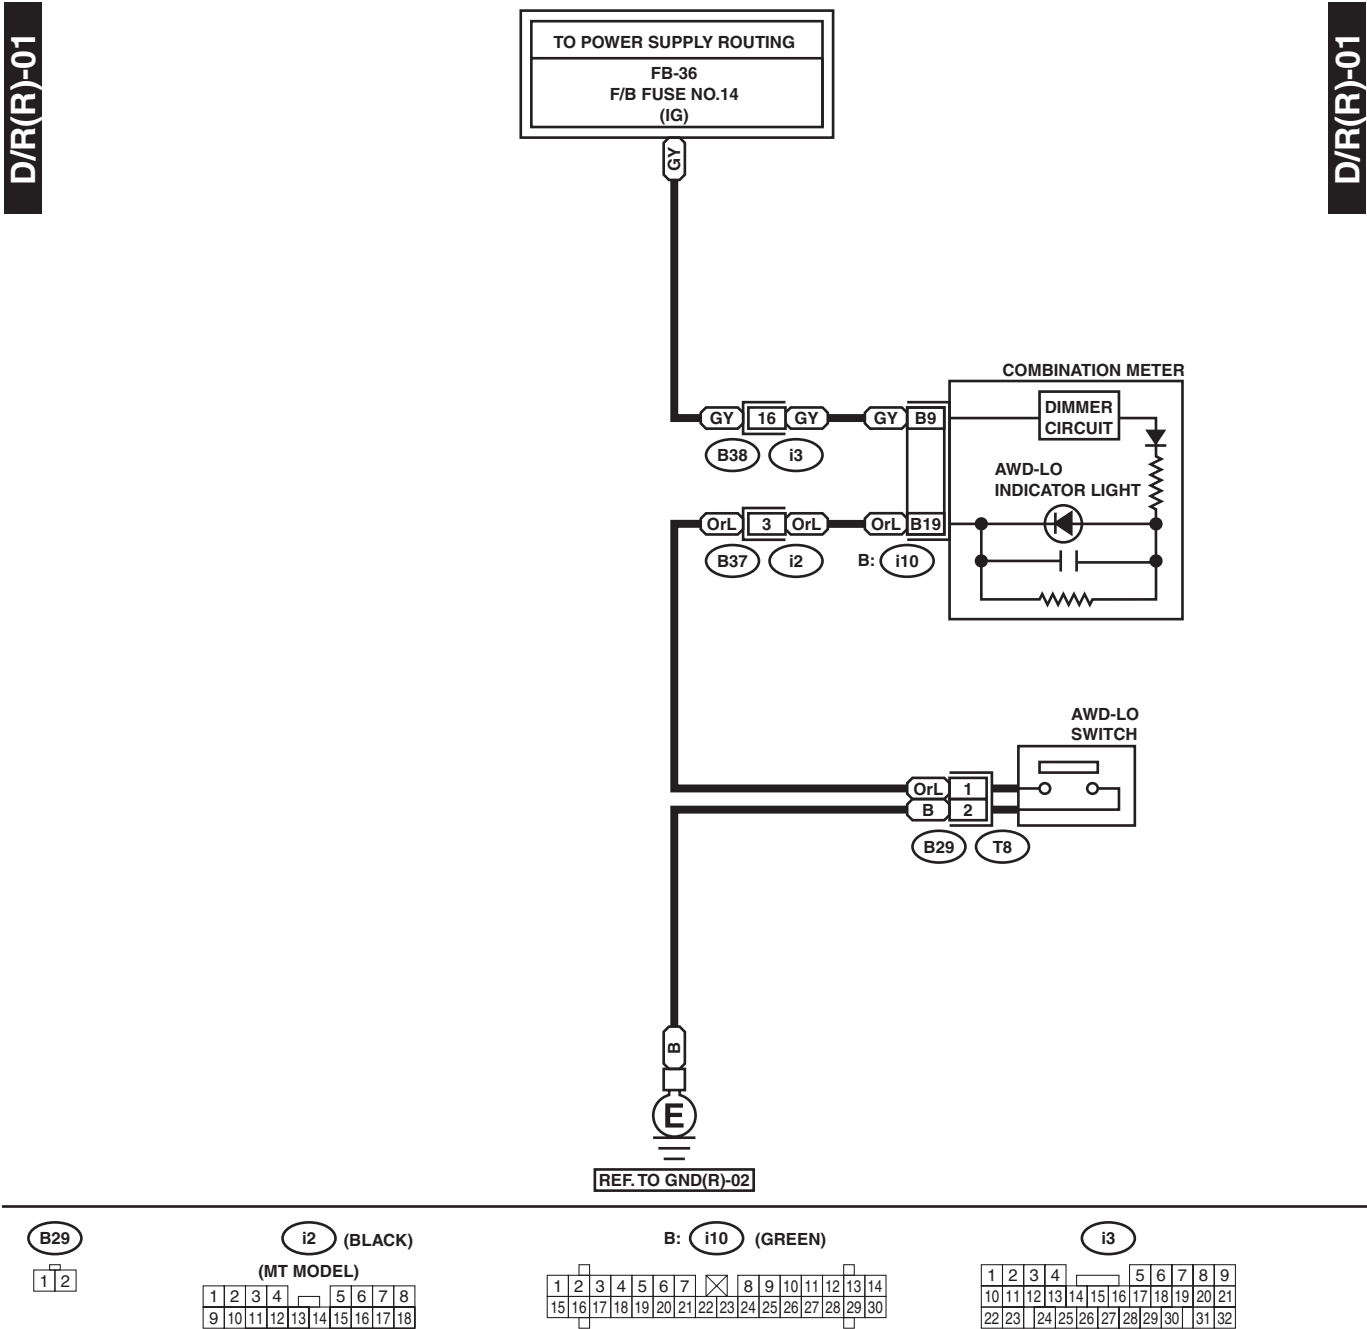 D/R(R)-01
D/R(R)-01
TO POWER SUPPLY ROUTING
FB-36
F/B FUSE NO.14
(IG)
GY
COMBINATION METER
DIMMER
CIRCUIT
GY 16 GY GY B9
B38 i3
AWD-LO
INDICATOR LIGHT
OrL 3 OrL OrL B19
B37 i2 B: i10
AWD-LO
SWITCH
OrL 1
B 2
B29 T8
B
E
REF. TO GND(R)-02
B29
1 2
i2 (BLACK)
(MT MODEL)
1 2 3 4 5 6 7 8
9 10 11 12 13 14 15 16 17 18
B: i10 (GREEN)
1 2 3 4 5 6 7 8 9 10 11 12 13 14
15 16 17 18 19 20 21 22 23 24 25 26 27 28 29 30
i3
1 2 3 4 5 6 7 8 9
10 11 12 13 14 15 16 17 18 19 20 21
22 23 24 25 26 27 28 29 30 31 32